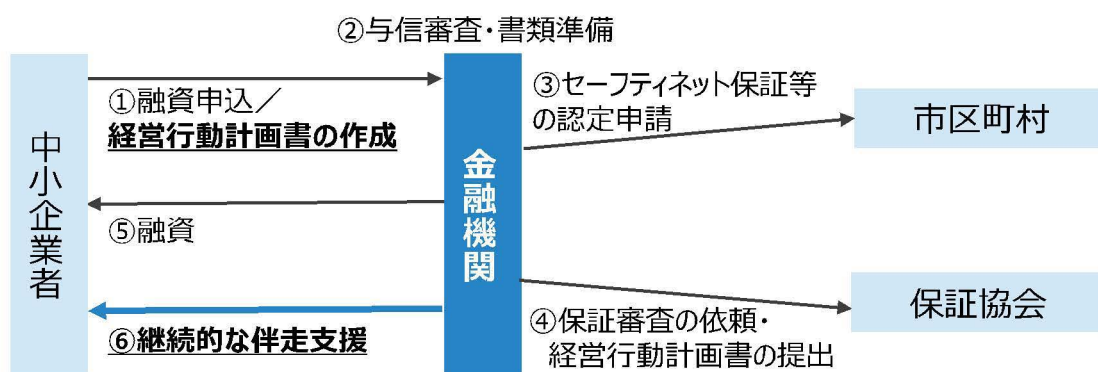 ②与信審査・書類準備
中小企業者
①融資申込／
経営行動計画書の作成
金融機関
③セーフティネット保証等
の認定申請
市区町村
⑤融資
⑥継続的な伴走支援
④保証審査の依頼・
経営行動計画書の提出
保証協会